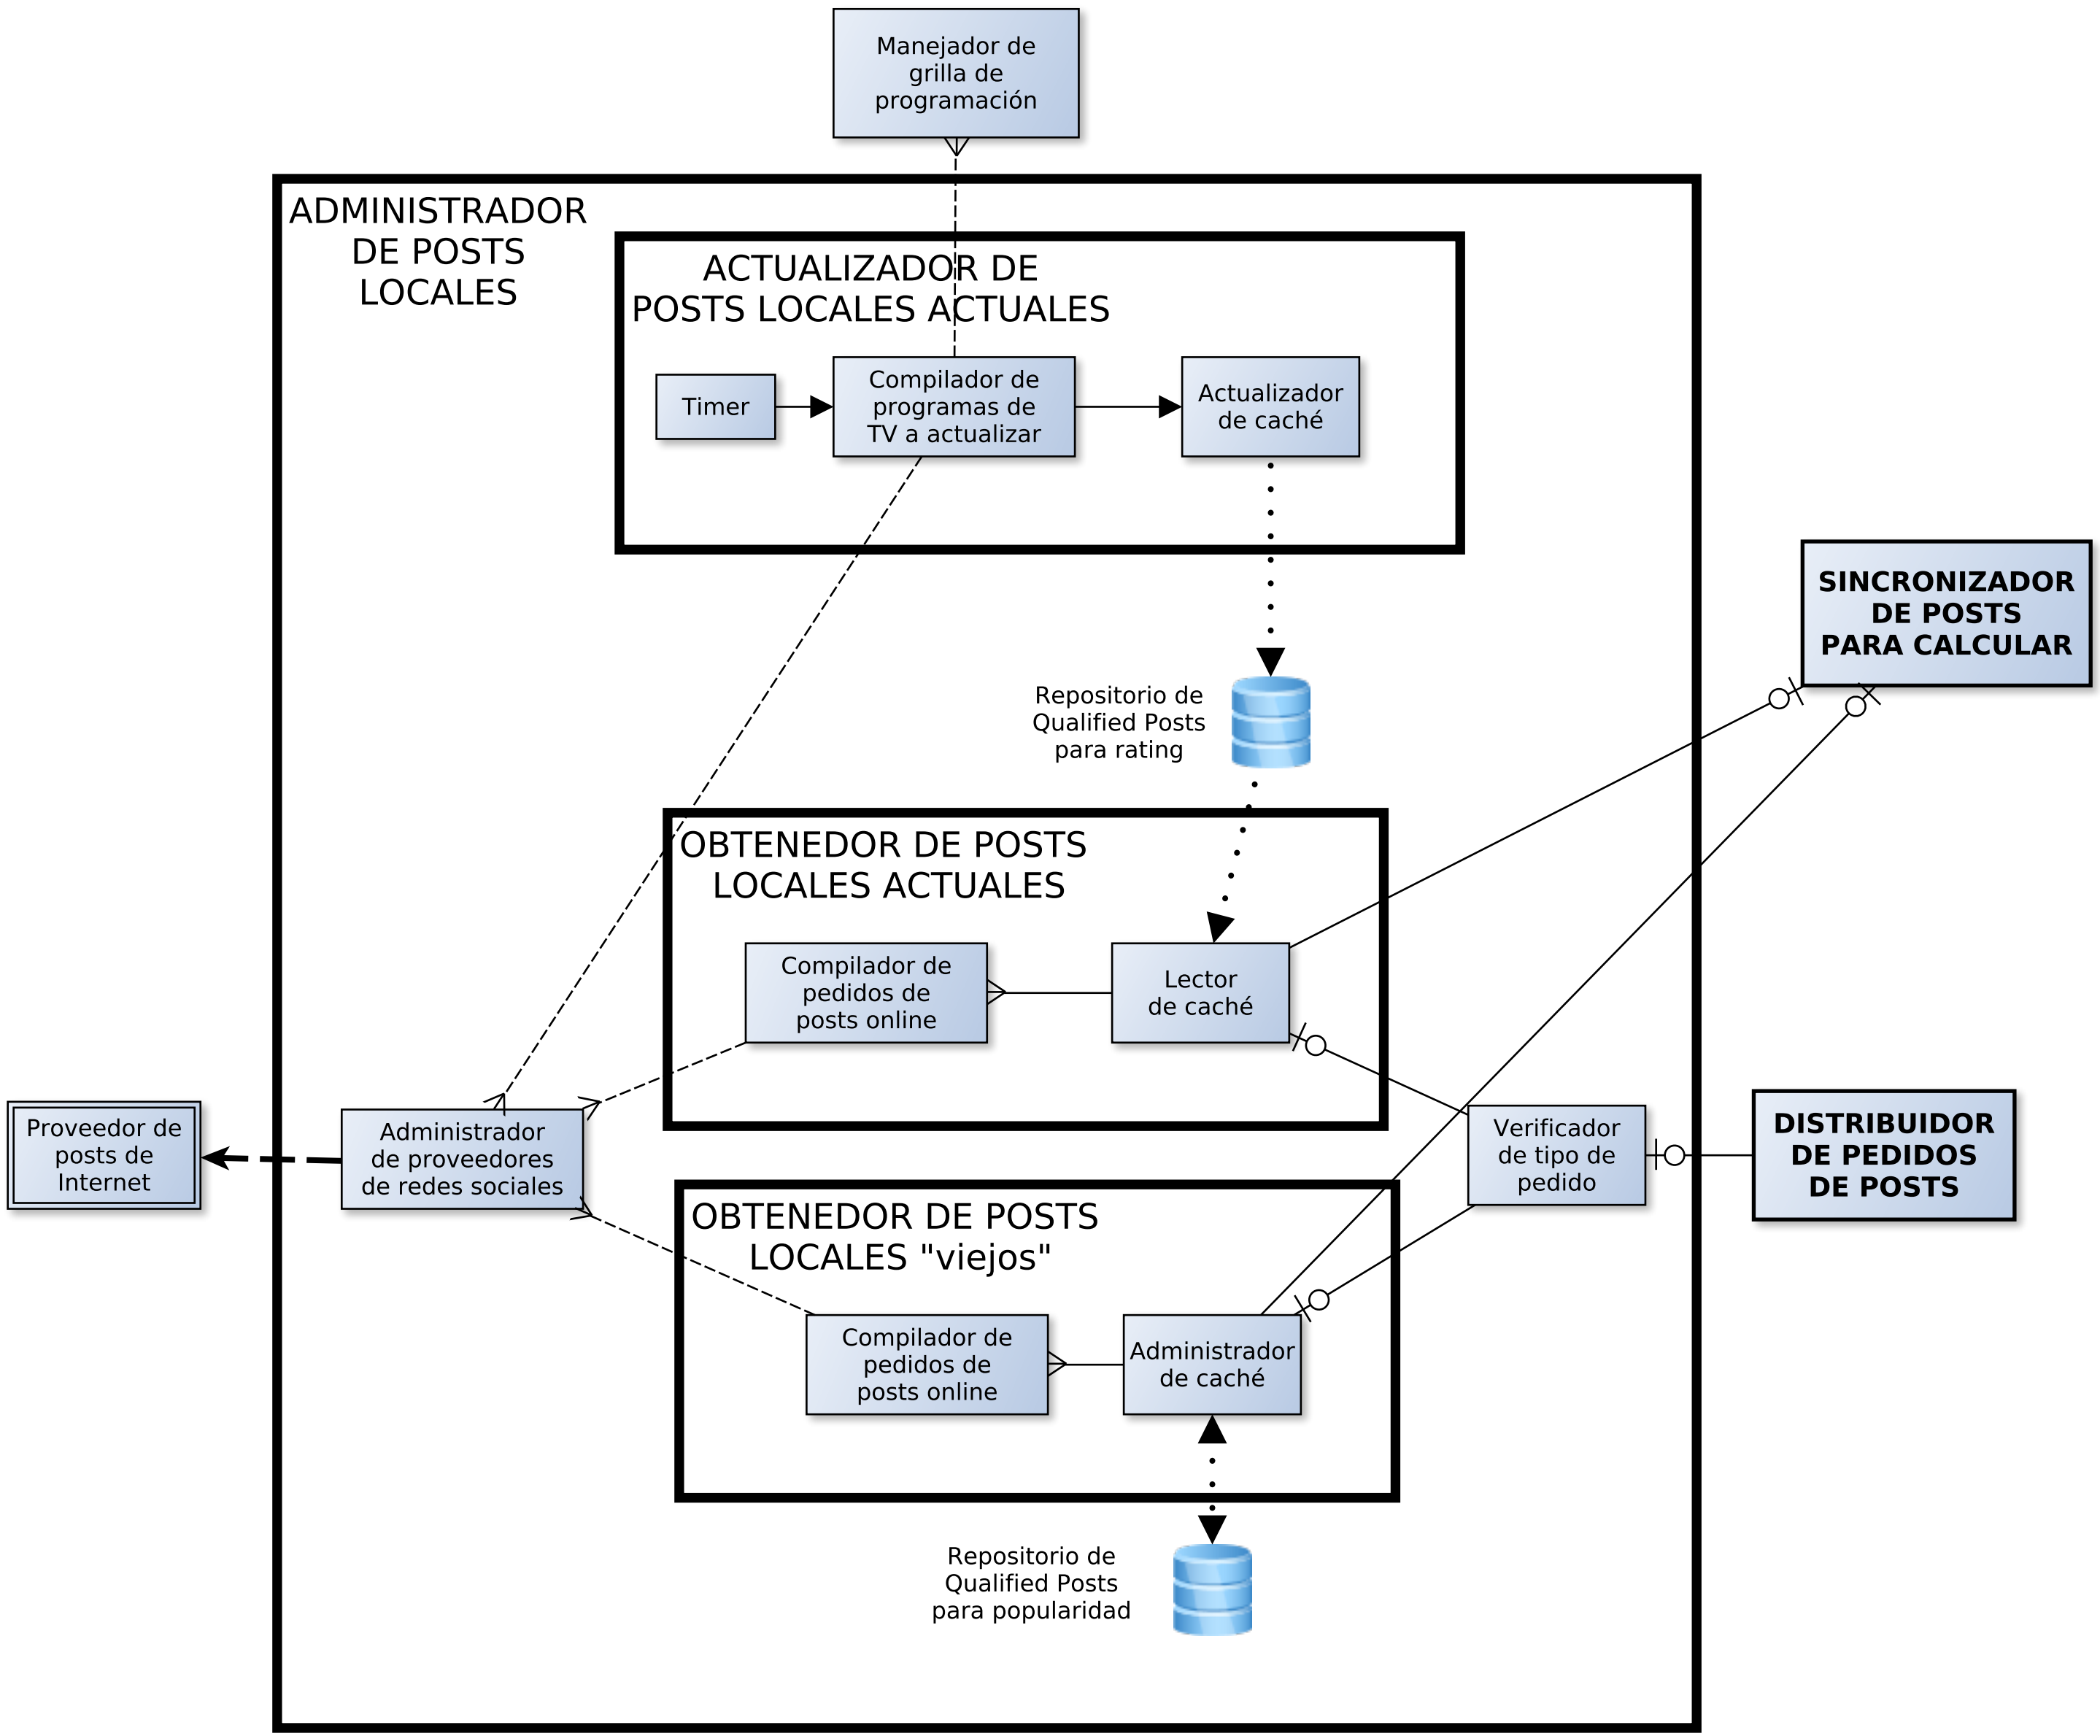 Manejador de
grilla de
programación
ADMINISTRADOR
DE POSTS
LOCALES
ACTUALIZADOR DE
POSTS LOCALES ACTUALES
Timer
Compilador de
programas de
TV a actualizar
Actualizador
de caché
SINCRONIZADOR
DE POSTS
PARA CALCULAR
Repositorio de
Qualified Posts
para rating
OBTENEDOR DE POSTS
LOCALES ACTUALES
Compilador de
pedidos de
posts online
Lector
de caché
Proveedor de
posts de
Internet
Administrador
de proveedores
de redes sociales
Verificador
de tipo de
pedido
DISTRIBUIDOR
DE PEDIDOS
DE POSTS
OBTENEDOR DE POSTS
LOCALES "viejos"
Compilador de
pedidos de
posts online
Administrador
de caché
Repositorio de
Qualified Posts
para popularidad